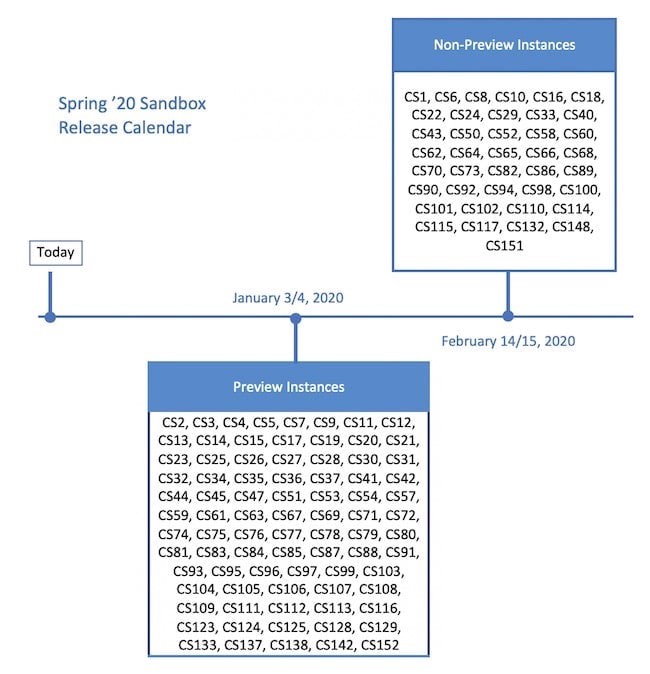 Non-Preview Instances
CS1, CS6, CS8, CS10, CS16, CS18,
CS22, CS24, CS29, CS33, CS40,
CS43, CS50, CS52, CS58, CS60,
CS62, CS64, CS65, CS66, CS68,
CS70, CS73, CS82, CS86, CS89,
CS90, CS92, CS94, CS98, CS100,
CS101, CS102, CS110, CS114,
CS115, CS117, CS132, CS148,
CS151
Spring ’20 Sandbox
Release Calendar
Today
January 3/4, 2020
February 14/15, 2020
Preview Instances
CS2, CS3, CS4, CS5, CS7, CS9, CS11, CS12,
CS13, CS14, CS15, CS17, CS19, CS20, CS21,
CS23, CS25, CS26, CS27, CS28, CS30, CS31,
CS32, CS34, CS35, CS36, CS37, CS41, CS42,
CS44, CS45, CS47, CS51, CS53, CS54, CS57,
CS59, CS61, CS63, CS67, CS69, CS71, CS72,
CS74, CS75, CS76, CS77, CS78, CS79, CS80,
CS81, CS83, CS84, CS85, CS87, CS88, CS91,
CS93, CS95, CS96, CS97, CS99, CS103,
CS104, CS105, CS106, CS107, CS108,
CS109, CS111, CS112, CS113, CS116,
CS123, CS124, CS125, CS128, CS129,
CS133, CS137, CS138, CS142, CS152